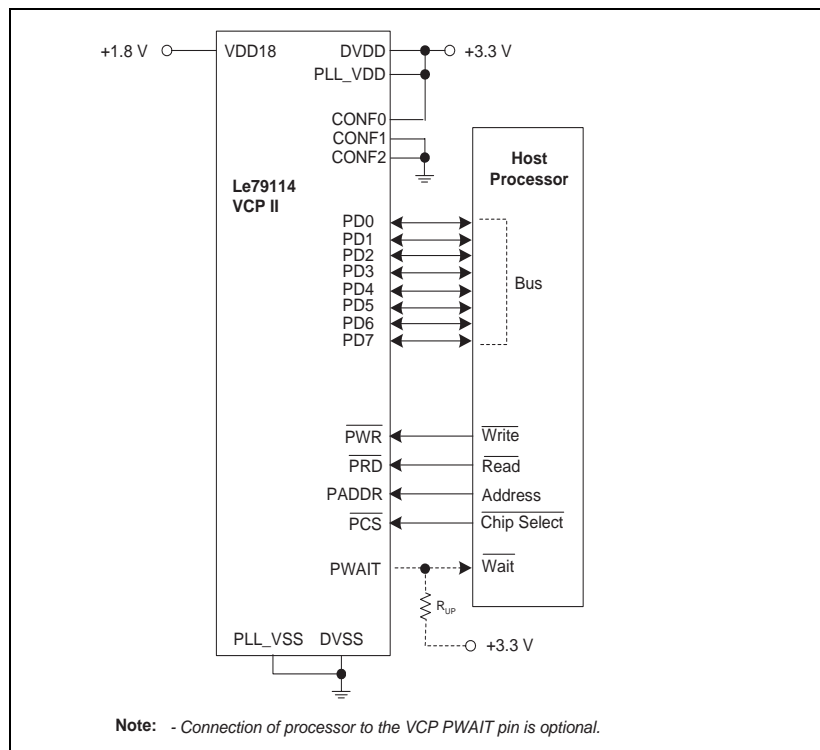 +1.8 V
VDD18
DVDD
+3.3 V
PLL_VDD
CONF0
CONF1
CONF2
Le79114
VCP II
Host
Processor
PD0
PD1
PD2
PD3
PD4
PD5
PD6
PD7
Bus
PWR
Write
PRD
Read
PADDR
Address
PCS
Chip Select
PWAIT
Wait
RUP
+3.3 V
PLL_VSS
DVSS
Note: - Connection of processor to the VCP PWAIT pin is optional.